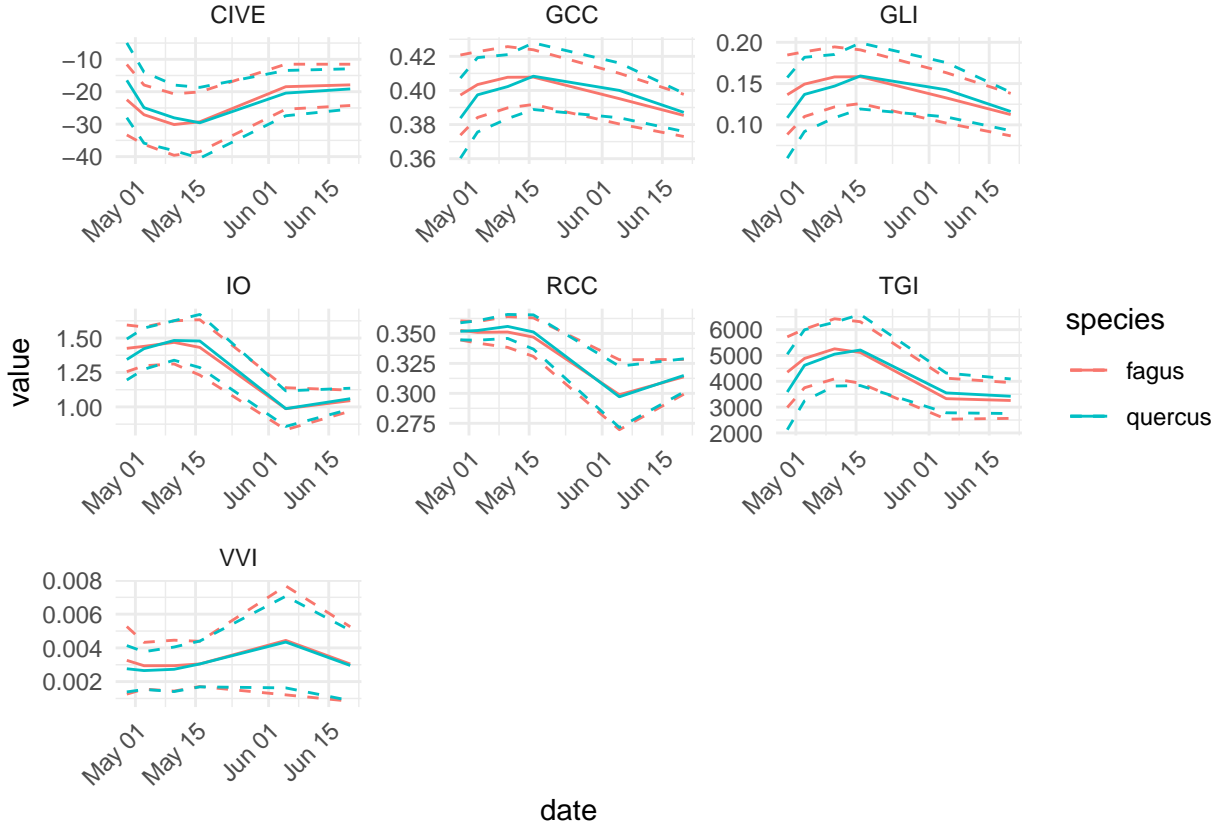 CIVE
GCC
GLI
−10
−20
−30
−40
0.42
0.40
0.38
0.36
0.20
0.15
0.10
May 01
May 15
Jun 01
Jun 15
May 01
May 15
Jun 01
Jun 15
May 01
May 15
Jun 01
Jun 15
IO
RCC
TGI
1.50
1.25
1.00
0.350
0.325
0.300
0.275
6000
5000
4000
3000
2000
May 01
May 15
Jun 01
Jun 15
May 01
May 15
Jun 01
Jun 15
May 01
May 15
Jun 01
Jun 15
VVI
0.008
0.006
0.004
0.002
May 01
May 15
Jun 01
Jun 15
value
date
species
fagus
quercus